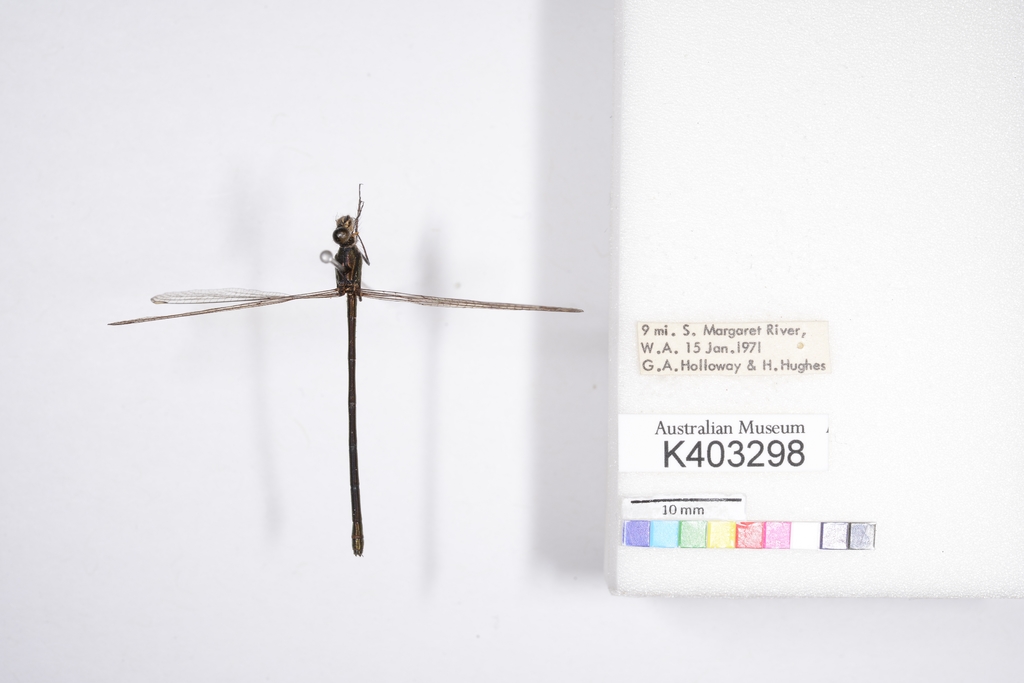 9 mi. S. Margaret River,
W.A. 15 Jan.1971
G.A.Holloway & H.Hughes
Australian Museum
K403298
10 mm